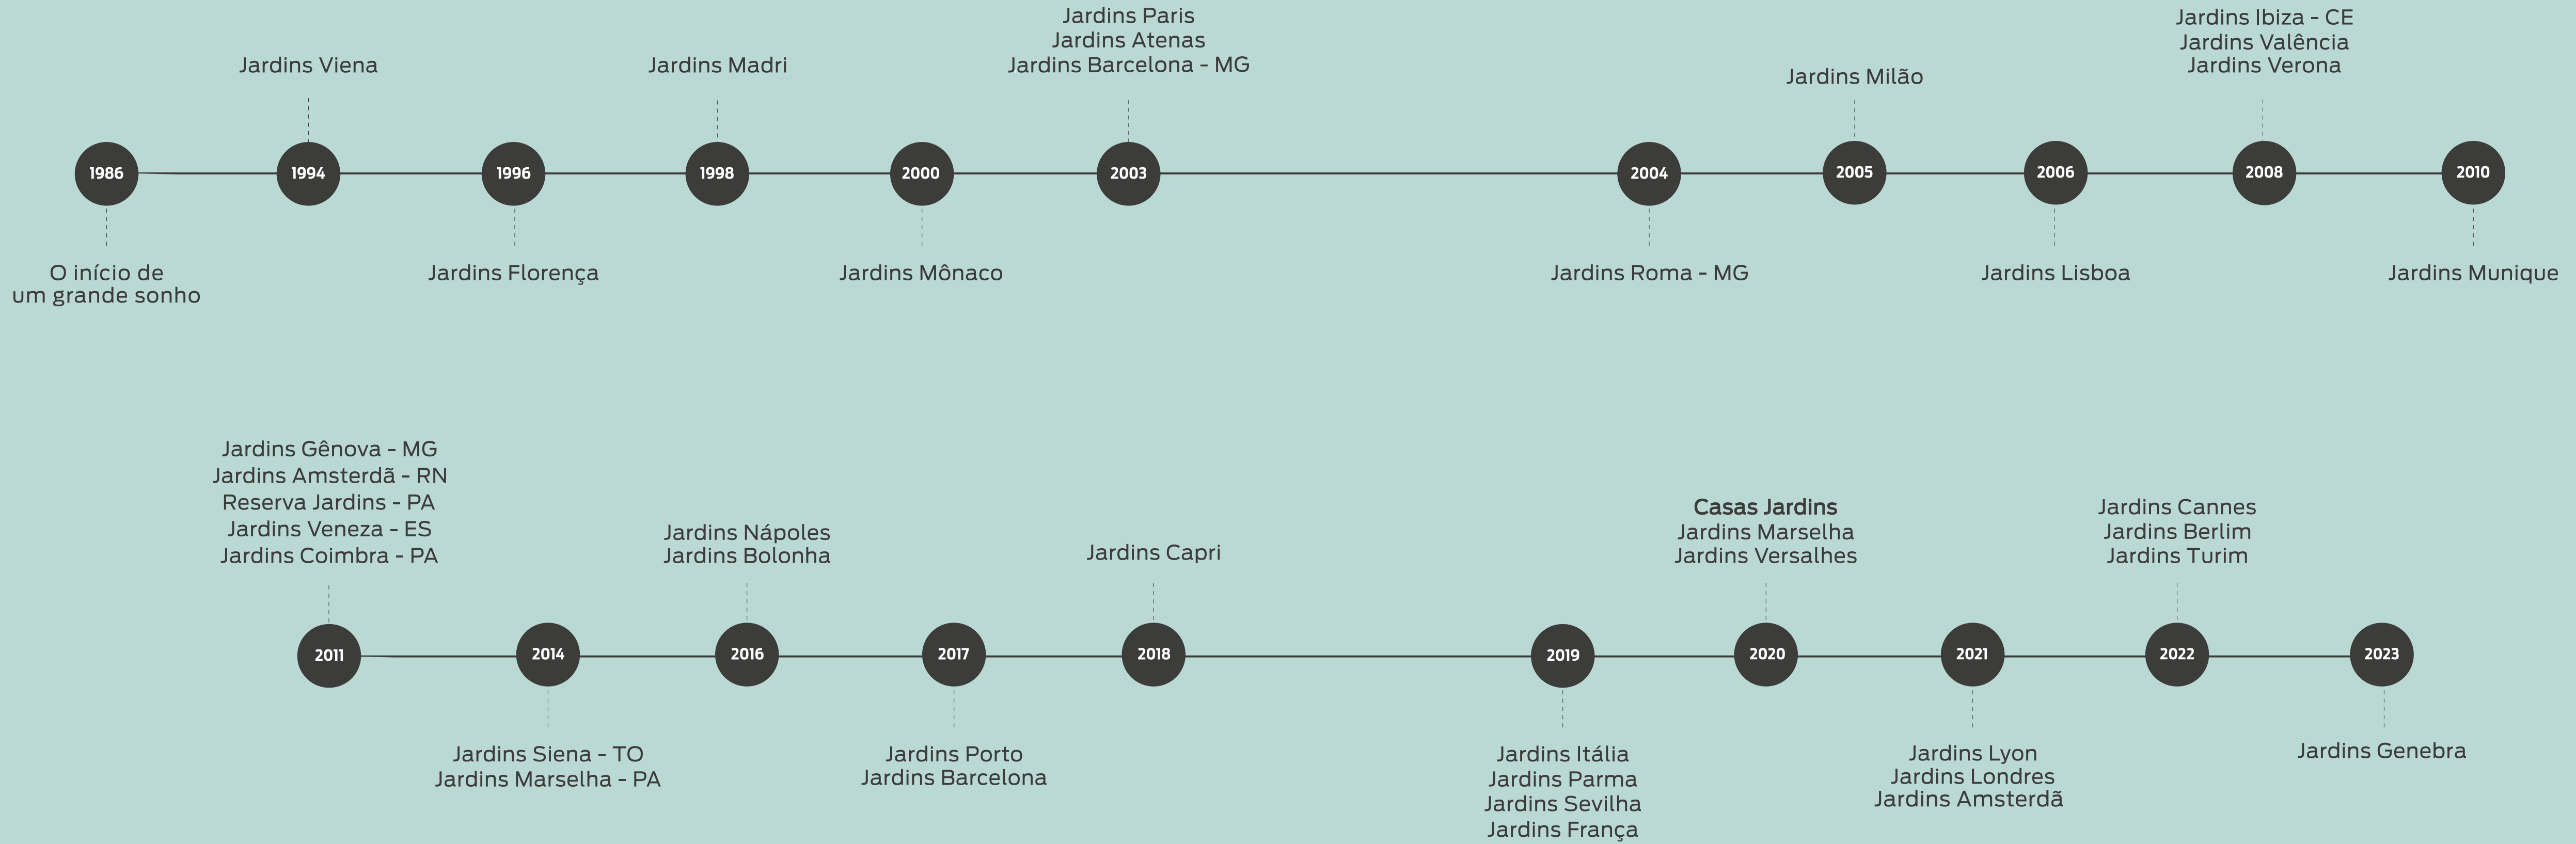 1986
O início de
um grande sonho
Jardins Viena
1994
1996
Jardins Florença
Jardins Madri
1998
2000
Jardins Mônaco
Jardins Paris
Jardins Atenas
Jardins Barcelona - MG
2003
2004
Jardins Roma - MG
Jardins Milão
2005
2006
Jardins Lisboa
Jardins Ibiza - CE
Jardins Valência
Jardins Verona
2008
2010
Jardins Munique
Jardins Gênova - MG
Jardins Amsterdã - RN
Reserva Jardins - PA
Jardins Veneza - ES
Jardins Coimbra - PA
2011
2014
Jardins Siena - TO
Jardins Marselha - PA
Jardins Nápoles
Jardins Bolonha
2016
2017
Jardins Porto
Jardins Barcelona
Jardins Capri
2018
2019
Jardins Itália
Jardins Parma
Jardins Sevilha
Jardins França
Casas Jardins
Jardins Marselha
Jardins Versalhes
2020
2021
Jardins Lyon
Jardins Londres
Jardins Amsterdã
Jardins Cannes
Jardins Berlim
Jardins Turim
2022
2023
Jardins Genebra